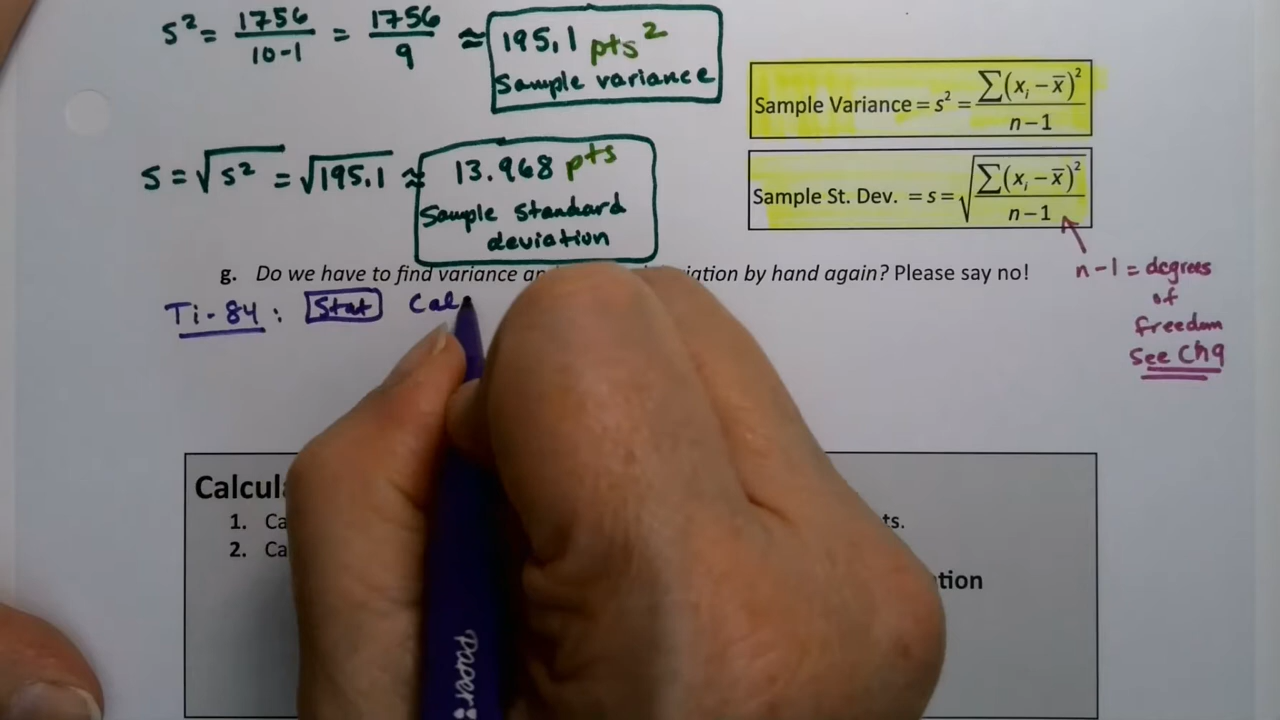 s² = 1756/10-1 = 1756/9 ≈ 195.1 pts²
Sample variance
Sample Variance = s² = ∑(xᵢ − x̄)²/n − 1
s = √s² = √195.1 ≈ 13.968 pts
Sample standard
deviation
Sample St. Dev. = s = √∑(xᵢ − x̄)²/n − 1
n-1 = degrees
of
freedom
See Ch9
g. Do we have to find variance an iation by hand again? Please say no!
Ti-84: Stat Calc
Calcul
1. Ca ts.
2. Ca
tion
paper